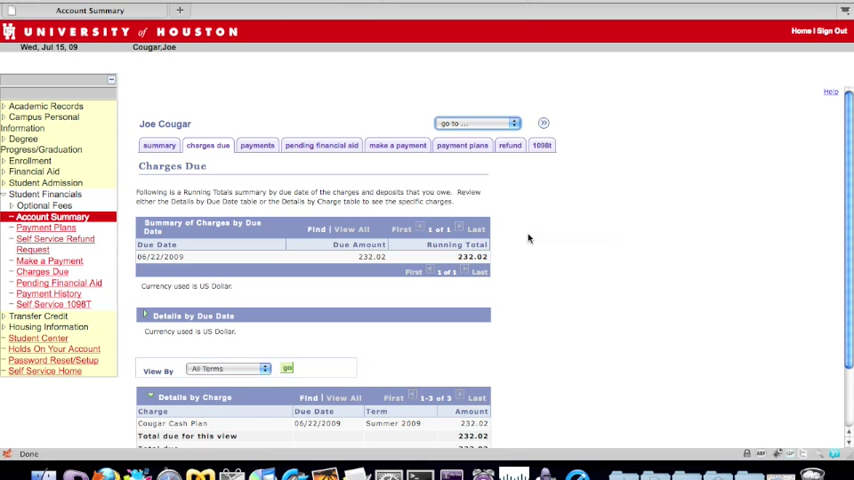 Account Summary
+
UH UNIVERSITY of HOUSTON
Home | Sign Out
Wed, Jul 15, 09
Cougar,Joe
Help
Academic Records
Campus Personal
Information
Degree
Progress/Graduation
Enrollment
Financial Aid
Student Admission
Student Financials
Optional Fees
Account Summary
Payment Plans
Self Service Refund
Request
Make a Payment
Charges Due
Pending Financial Aid
Payment History
Self Service 1098T
Transfer Credit
Housing Information
Student Center
Holds On Your Account
Password Reset/Setup
Self Service Home
Joe Cougar
go to ...
summary charges due payments pending financial aid make a payment payment plans refund 1098t
Charges Due
Following is a Running Totals summary by due date of the charges and deposits that you owe. Review
either the Details by Due Date table or the Details by Charge table to see the specific charges.
Summary of Charges by Due
Date
Find | View All First 1 of 1 Last
Due Date Due Amount Running Total
06/22/2009 232.02 232.02
First 1 of 1 Last
Currency used is US Dollar.
Details by Due Date
Currency used is US Dollar.
View By All Terms go
Details by Charge Find | View All First 1-3 of 3 Last
Charge Due Date Term Amount
Cougar Cash Plan 06/22/2009 Summer 2009 232.02
Total due for this view 232.02
Done